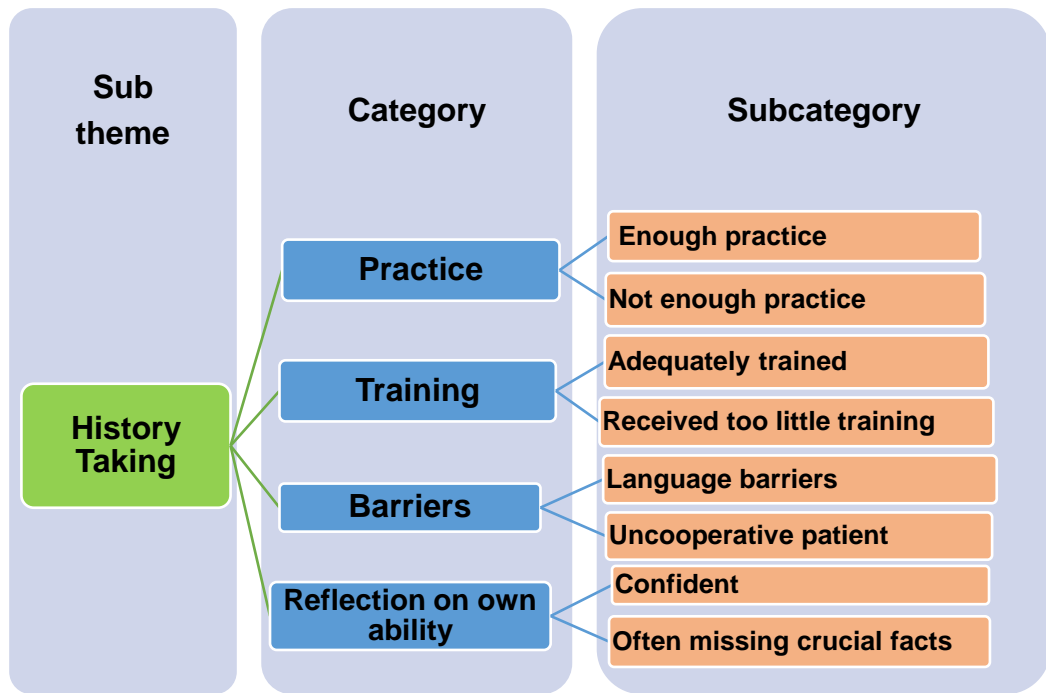 Sub
theme
Category
Subcategory
History
Taking
Practice
Enough practice
Not enough practice
Training
Adequately trained
Received too little training
Barriers
Language barriers
Uncooperative patient
Reflection on own
ability
Confident
Often missing crucial facts